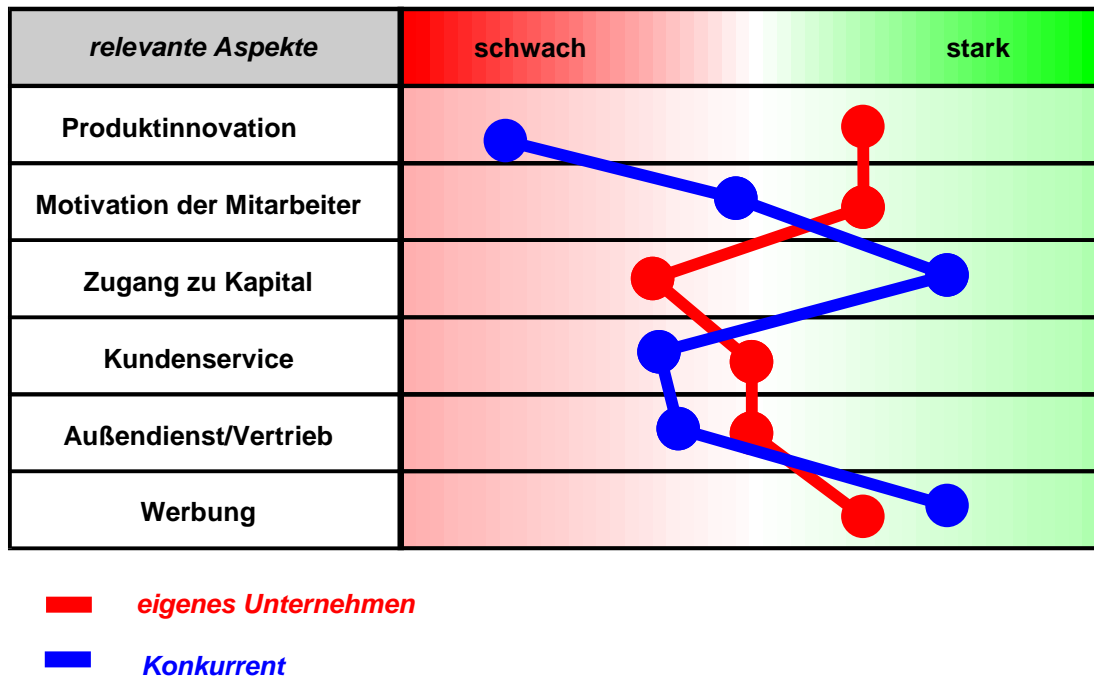 relevante Aspekte schwach stark
Produktinnovation
Motivation der Mitarbeiter
Zugang zu Kapital
Kundenservice
Außendienst/Vertrieb
Werbung
eigenes Unternehmen
Konkurrent